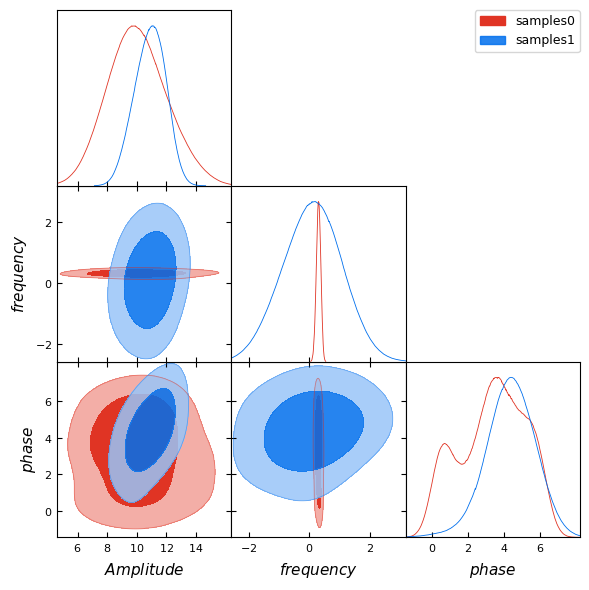 samples0
samples1
frequency
2
0
−2
phase
6
4
2
0
6 8 10 12 14
−2 0 2
0 2 4 6
Amplitude frequency phase